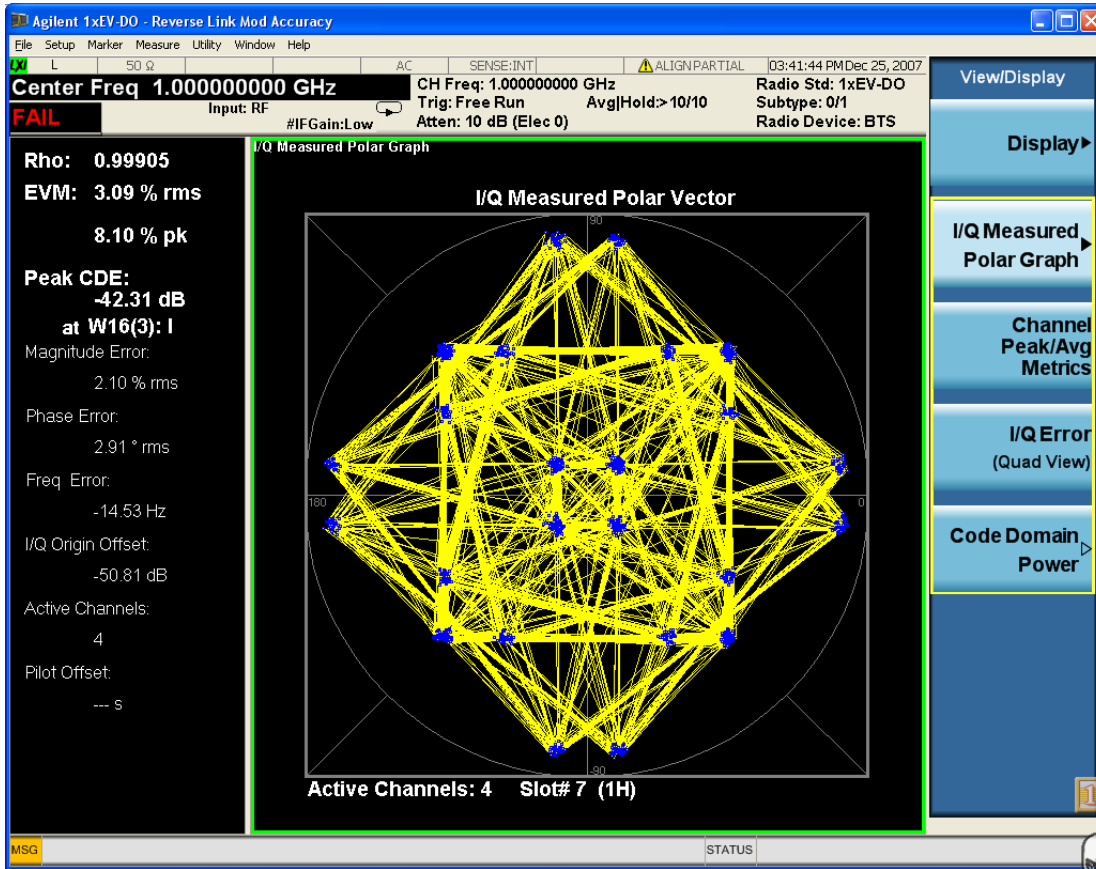 Agilent 1xEV-DO - Reverse Link Mod Accuracy
File Setup Marker Measure Utility Window Help
LXI L 50 Ω AC SENSE:INT ALIGN PARTIAL 03:41:44 PM Dec 25, 2007
Center Freq 1.000000000 GHz
Input: RF
#IFGain:Low
CH Freq: 1.000000000 GHz
Trig: Free Run Avg|Hold:> 10/10
Atten: 10 dB (Elec 0)
Radio Std: 1xEV-DO
Subtype: 0/1
Radio Device: BTS
FAIL
Rho: 0.99905
EVM: 3.09 % rms
8.10 % pk
Peak CDE:
-42.31 dB
at W16(3): I
Magnitude Error:
2.10 % rms
Phase Error:
2.91 ° rms
Freq Error:
-14.53 Hz
I/Q Origin Offset:
-50.81 dB
Active Channels:
4
Pilot Offset:
--- s
I/Q Measured Polar Graph
I/Q Measured Polar Vector
90
180
0
-90
Active Channels: 4 Slot# 7 (1H)
View/Display
Display
I/Q Measured
Polar Graph
Channel
Peak/Avg
Metrics
I/Q Error
(Quad View)
Code Domain
Power
MSG
STATUS